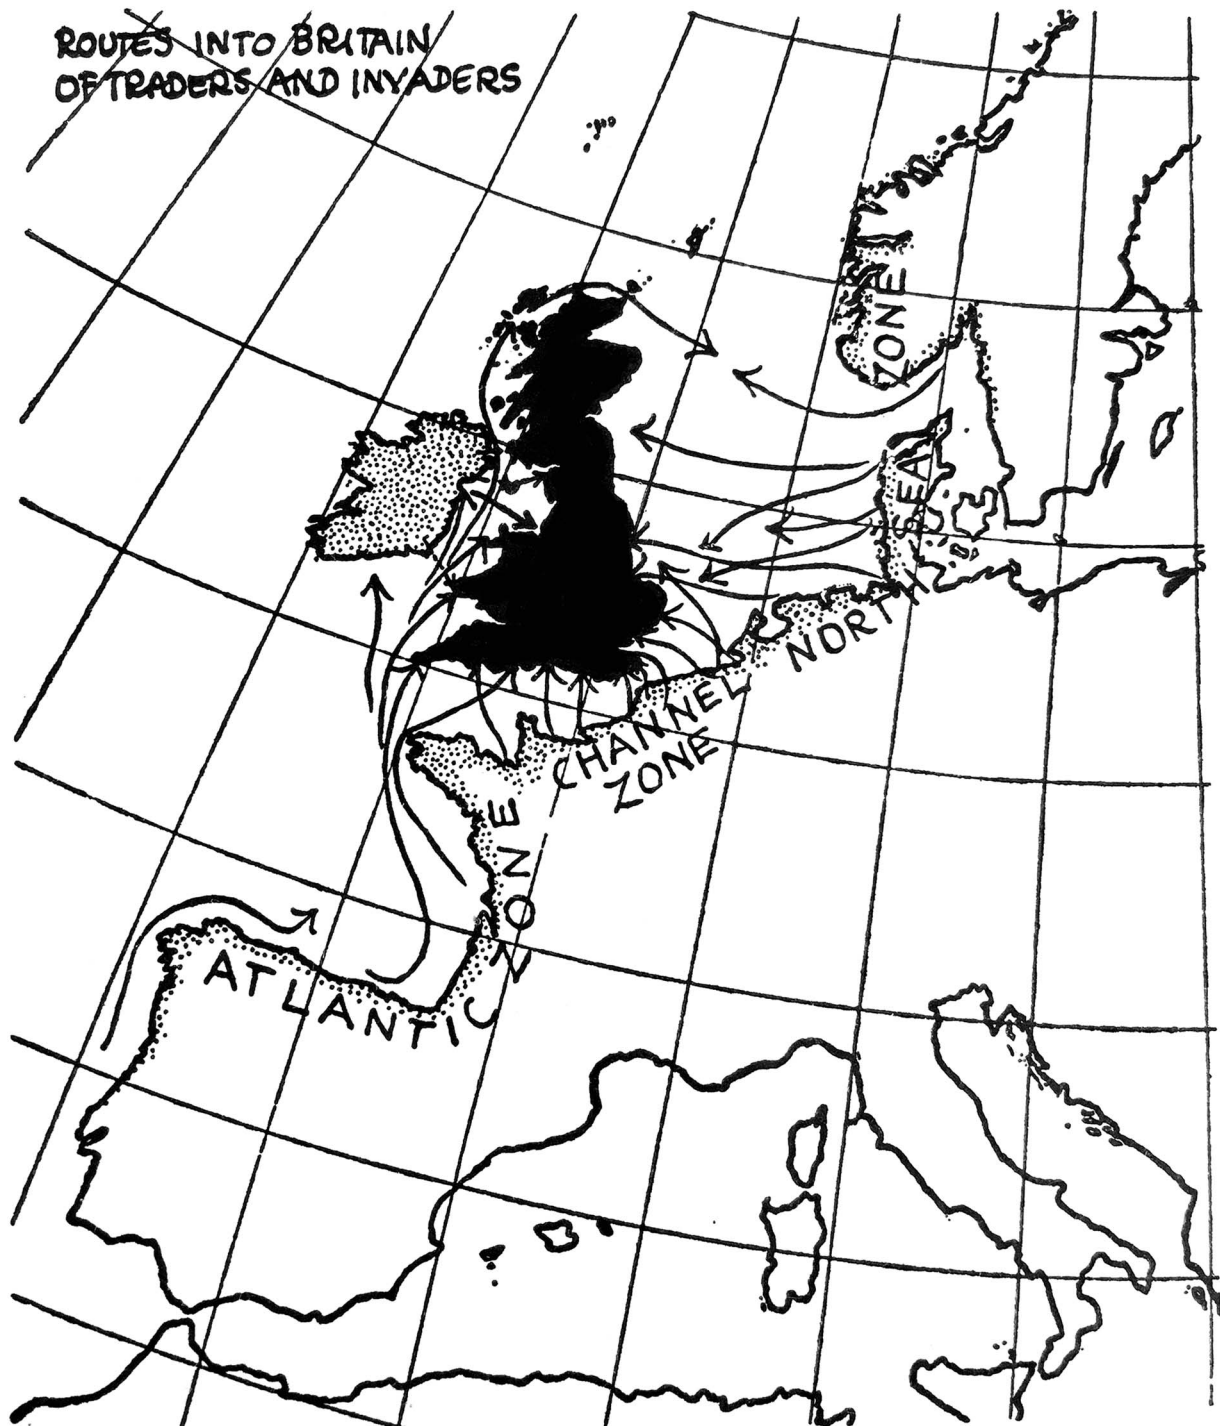 ROUTES INTO BRITAIN
OF TRADERS AND INVADERS
ZONE
NORTH SEA
CHANNEL
ZONE
ATLANTIC ZONE